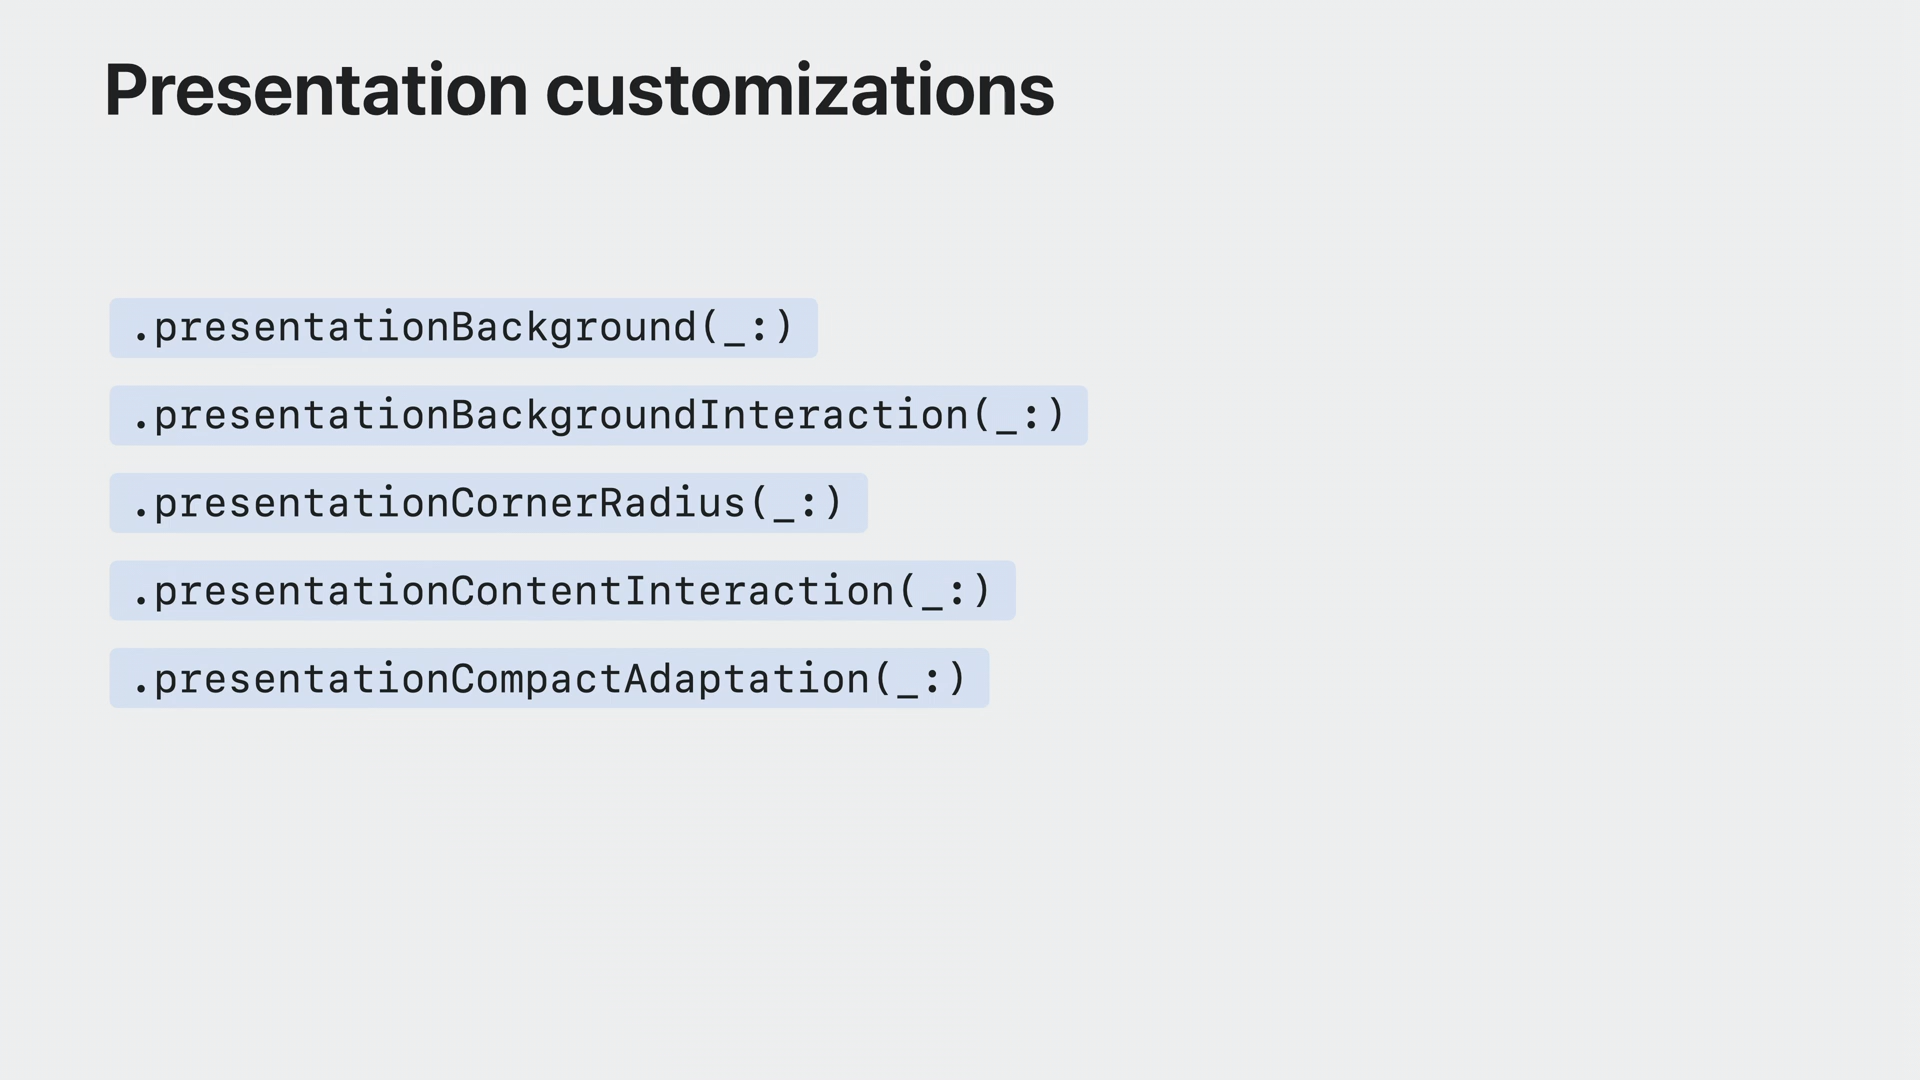 Presentation customizations
.presentationBackground(_:)
.presentationBackgroundInteraction(_:)
.presentationCornerRadius(_:)
.presentationContentInteraction(_:)
.presentationCompactAdaptation(_:)